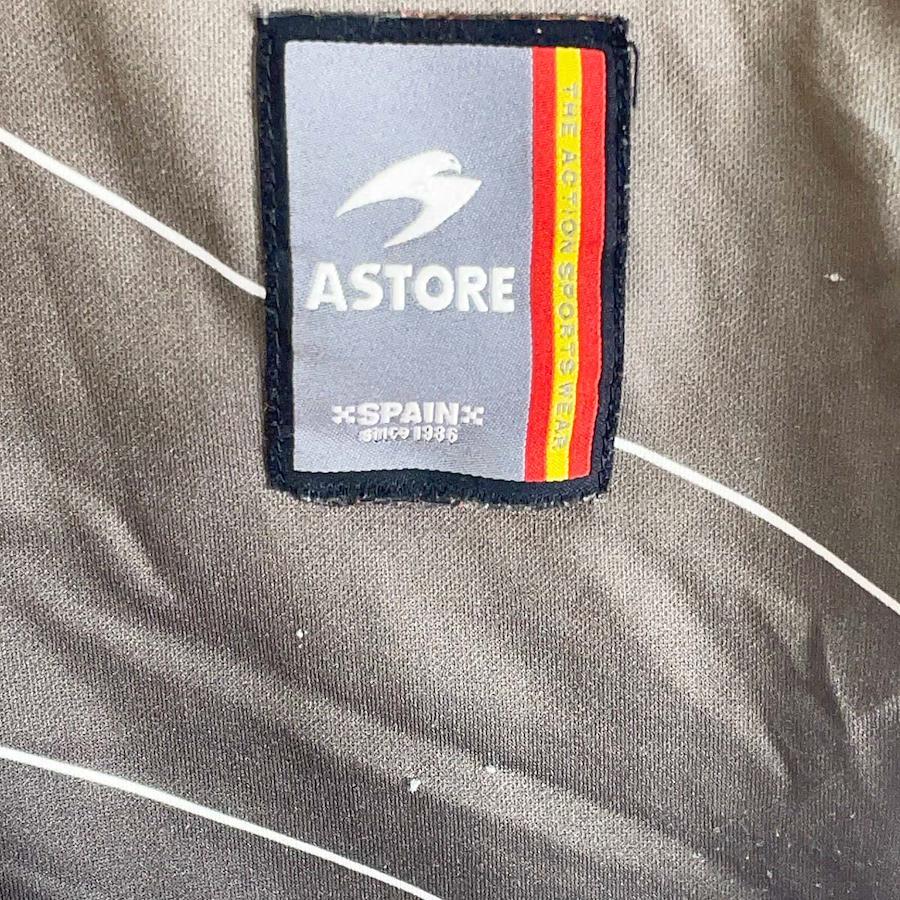 ASTORE
SPAIN
since 1986
THE ACTION SPORTSWEAR